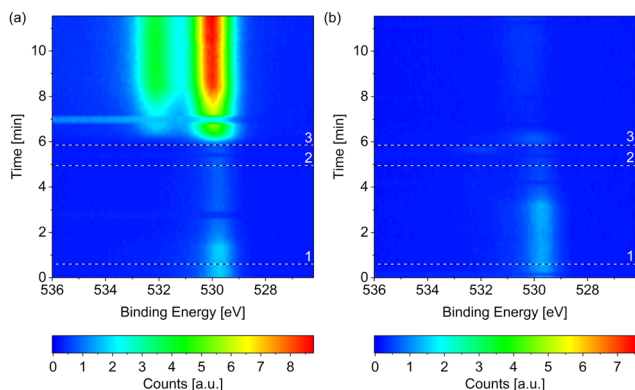 (a)
Time [min]
10
8
6
4
2
0
3
2
1
536
534
532
530
528
Binding Energy [eV]
0 1 2 3 4 5 6 7 8
Counts [a.u.]
(b)
Time [min]
10
8
6
4
2
0
3
2
1
536
534
532
530
528
Binding Energy [eV]
0 1 2 3 4 5 6 7
Counts [a.u.]